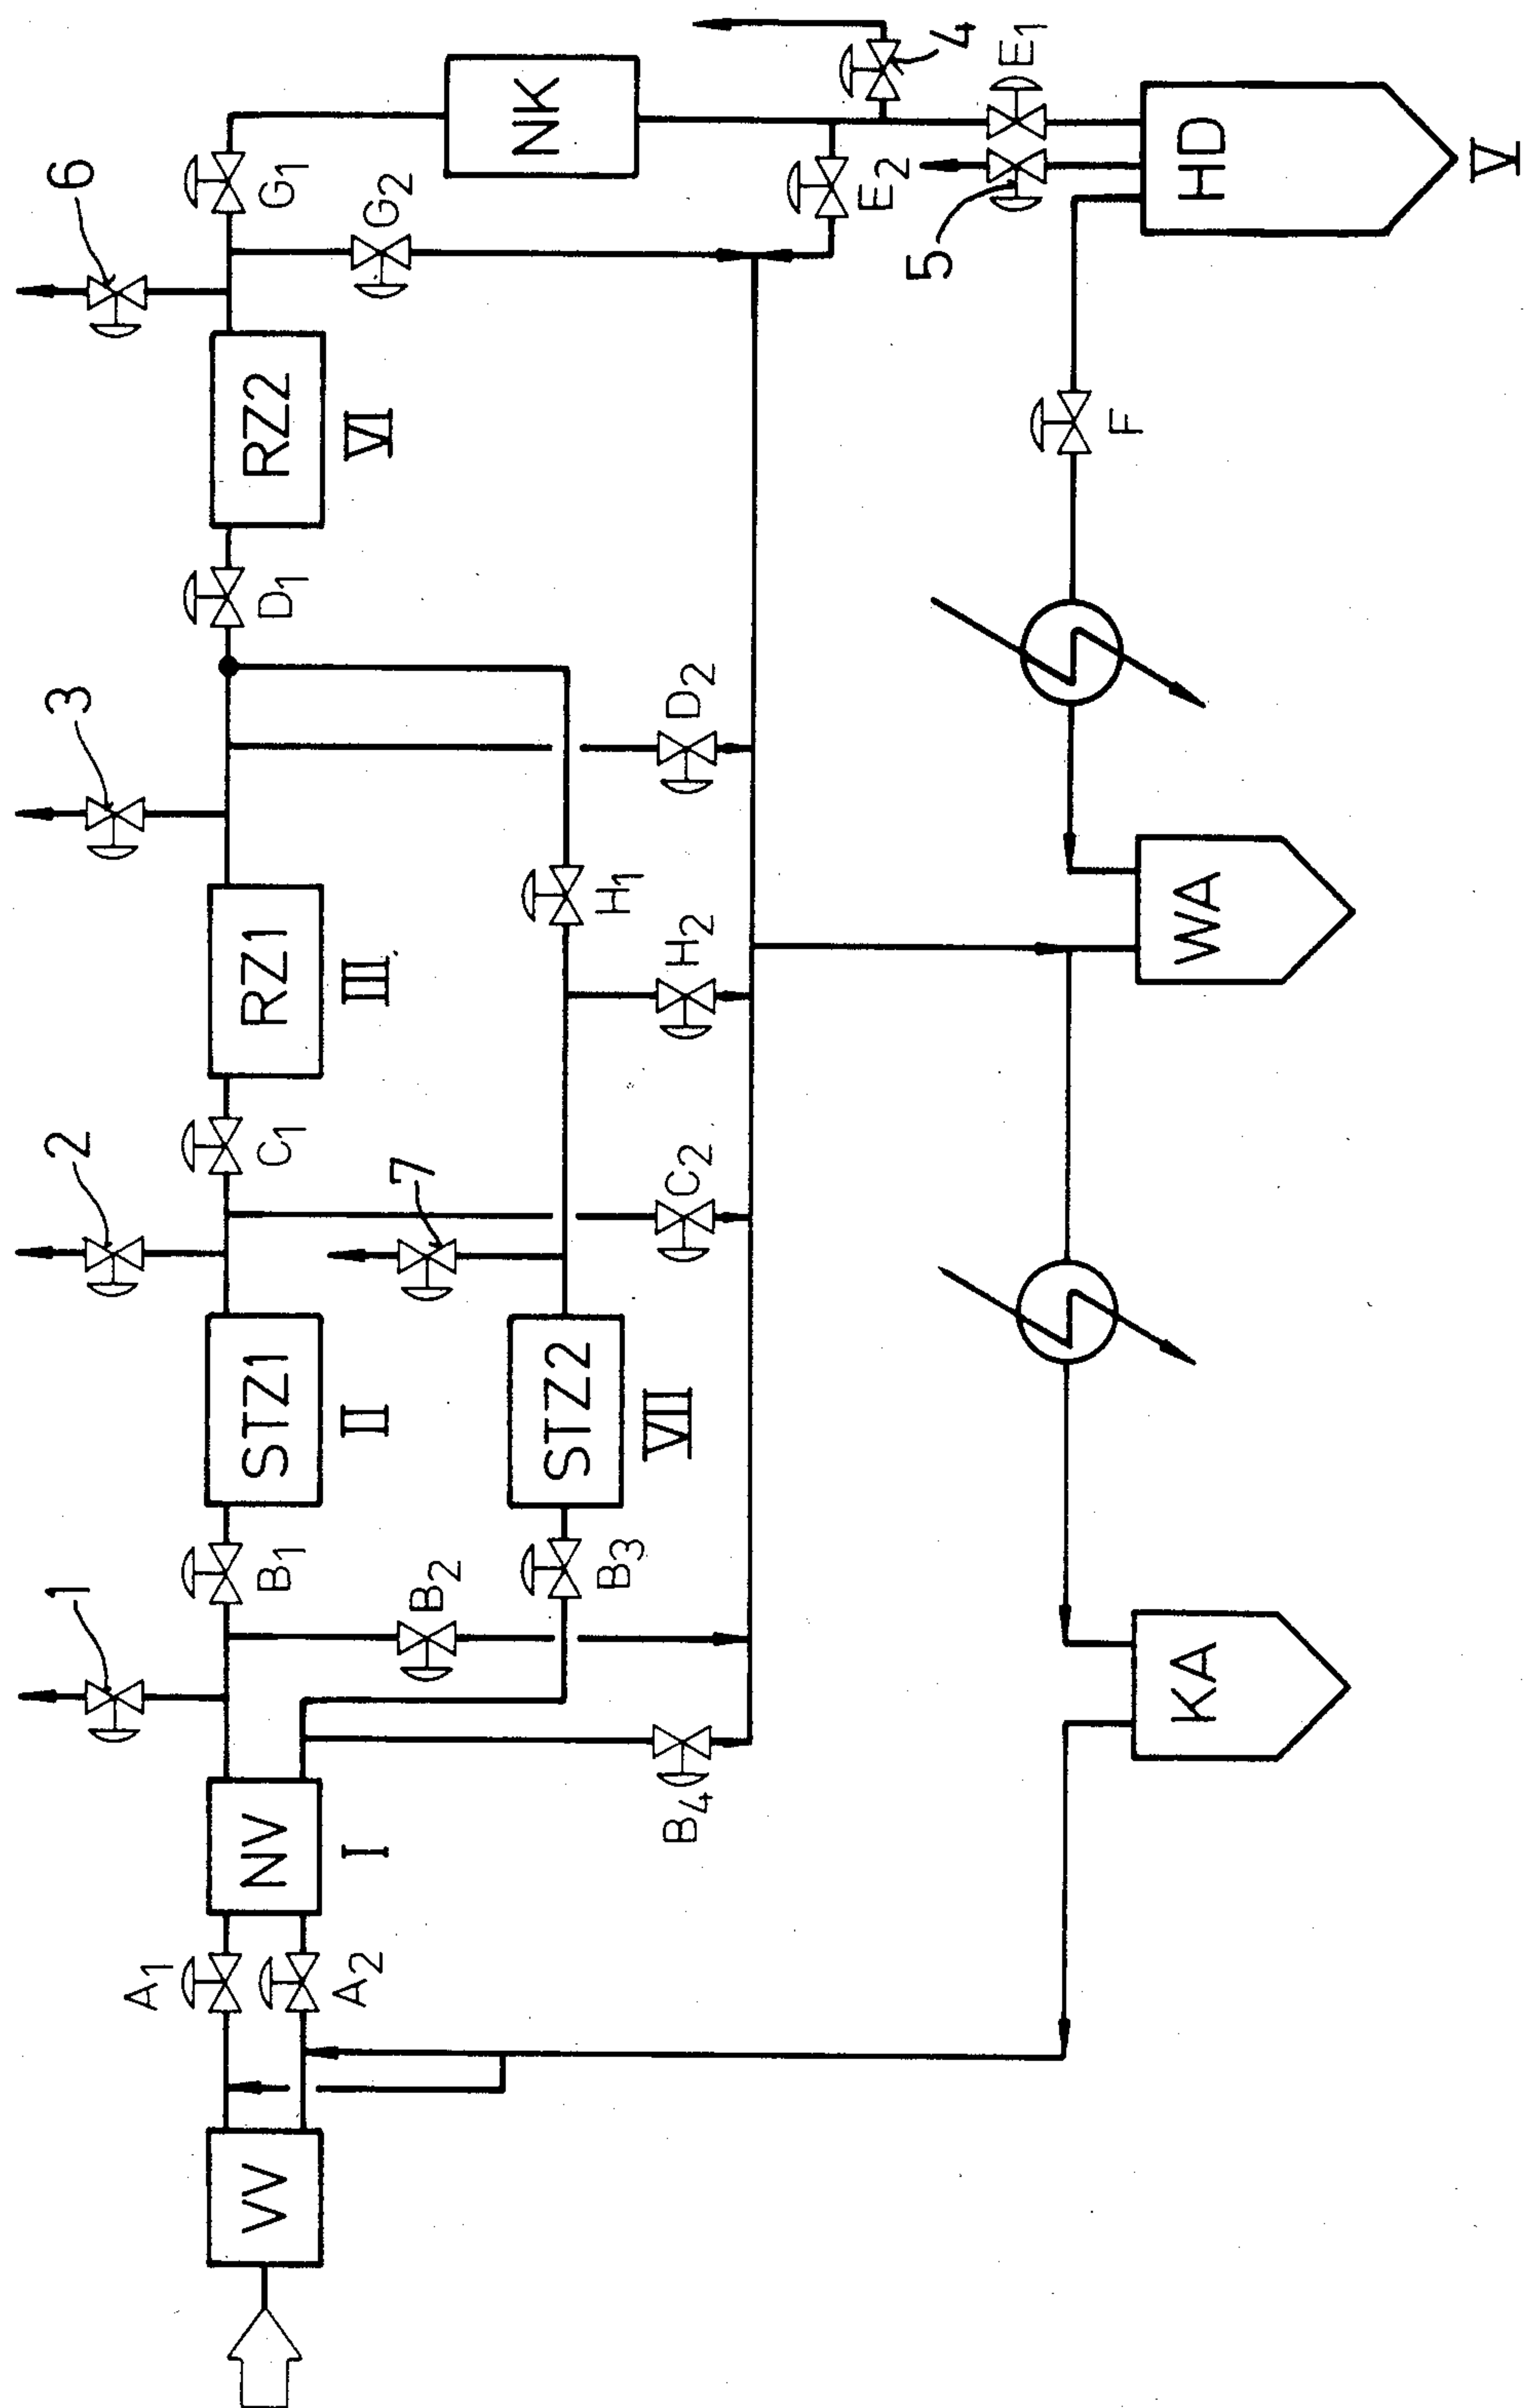 6
3
2
1
G1
G2
RZ2
VI
D1
RZ1
III
C1
STZ1
II
B1
NV
I
A1
A2
VV
NK
4
E1
E2
5
HD
V
F
D2
H1
H2
C2
7
STZ2
VII
B3
B2
B4
WA
KA